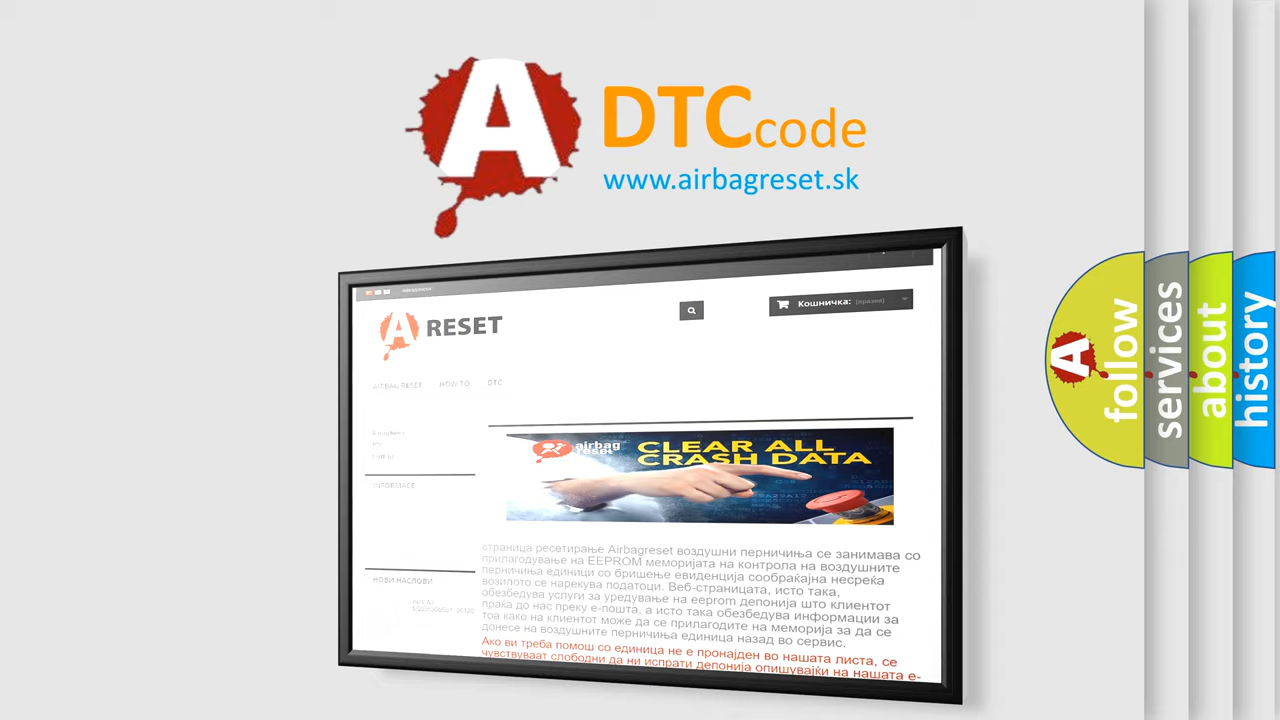 A DTC code
www.airbagreset.sk
Кошничка: (празна)
A RESET
AIRBAG RESET HOW TO DTC
airbag
reset
CLEAR ALL
CRASH DATA
INFORMACE
НОВИ НАСЛОВИ
страница ресетирање Airbagreset воздушни перничиња се занимава со
прилагодување на EEPROM меморијата на контрола на воздушните
перничиња единици со бришење евиденција сообраќајна несреќа
возилото се нарекува податоци. Веб-страницата, исто така,
обезбедува услуги за уредување на eeprom депонија што клиентот
праќа до нас преку е-пошта, а исто така обезбедува информации за
тоа како на клиентот може да се прилагодите на меморија за да се
донесе на воздушните перничиња единица назад во сервис.
Ако ви треба помош со единица не е пронајден во нашата листа, се
чувствуваат слободни да ни испрати депонија опишувајќи на нашата е-
A follow
services
about
history